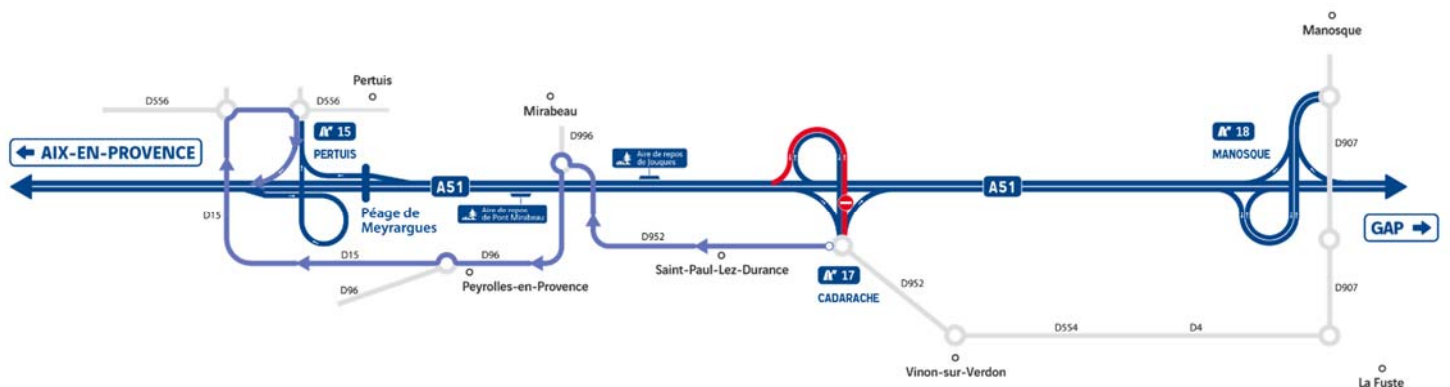 Manosque
Pertuis
D556
D556
Mirabeau
15
PERTUIS
18
MANOSQUE
D907
D996
← AIX-EN-PROVENCE
Aire de repos
de Jouques
A51
A51
Péage de
Meyrargues
Aire de repos
de Pont Mirabeau
D15
GAP →
D952
D15
D96
Saint-Paul-Lez-Durance
17
CADARACHE
D952
D96
Peyrolles-en-Provence
D907
D554
D4
Vinon-sur-Verdon
La Fuste